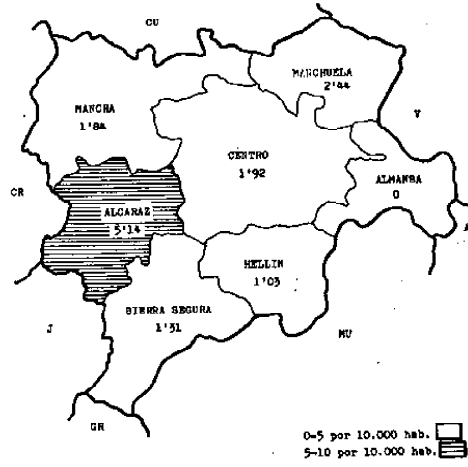 CU
MANCHUELA
2'44
MANCHA
1'84
V
CENTRO
1'92
ALMANSA
0
CR
A
ALCARAZ
5'14
HELLIN
1'03
SIERRA SEGURA
1'31
J
MU
GR
0-5 por 10.000 hab.
5-10 por 10.000 hab.